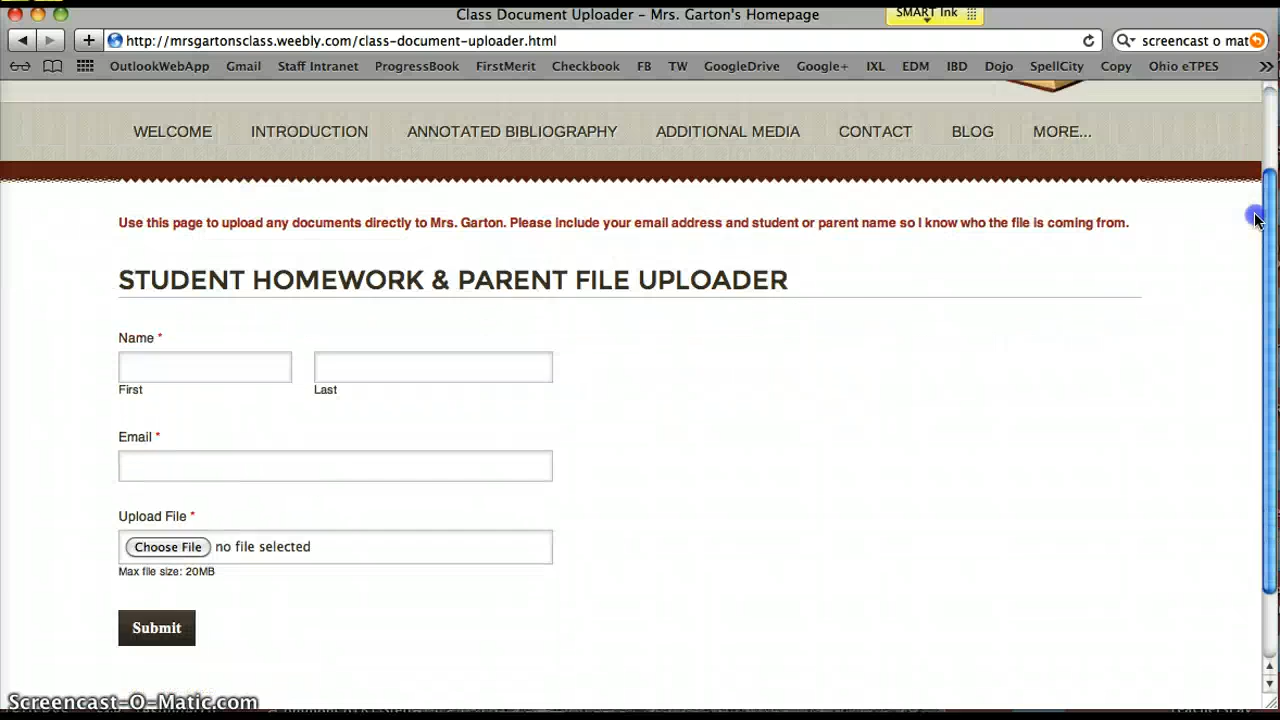 Class Document Uploader - Mrs. Garton's Homepage
SMART Ink
http://mrsgartonsclass.weebly.com/class-document-uploader.html
screencast o mat
OutlookWebApp Gmail Staff Intranet ProgressBook FirstMerit Checkbook FB TW GoogleDrive Google+ IXL EDM IBD Dojo SpellCity Copy Ohio eTPES
WELCOME INTRODUCTION ANNOTATED BIBLIOGRAPHY ADDITIONAL MEDIA CONTACT BLOG MORE...
Use this page to upload any documents directly to Mrs. Garton. Please include your email address and student or parent name so I know who the file is coming from.
STUDENT HOMEWORK & PARENT FILE UPLOADER
Name *
First Last
Email *
Upload File *
Choose File no file selected
Max file size: 20MB
Submit
Screencast-O-Matic.com